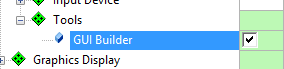 Input Device
Tools
GUI Builder
Graphics Display